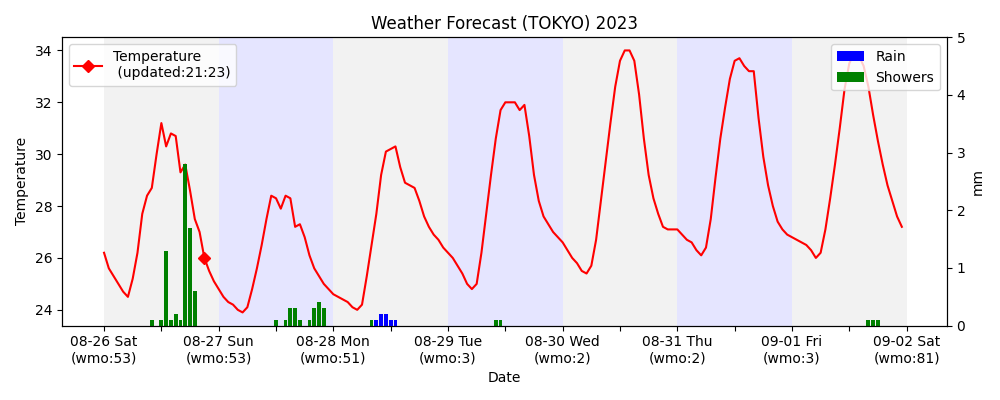 Weather Forecast (TOKYO) 2023
Temperature
(updated:21:23)
Rain
Showers
34
32
30
28
26
24
Temperature
5
4
3
2
1
0
mm
08-26 Sat 08-27 Sun 08-28 Mon 08-29 Tue 08-30 Wed 08-31 Thu 09-01 Fri 09-02 Sat
(wmo:53) (wmo:53) (wmo:51) (wmo:3) (wmo:2) (wmo:2) (wmo:3) (wmo:81)
Date